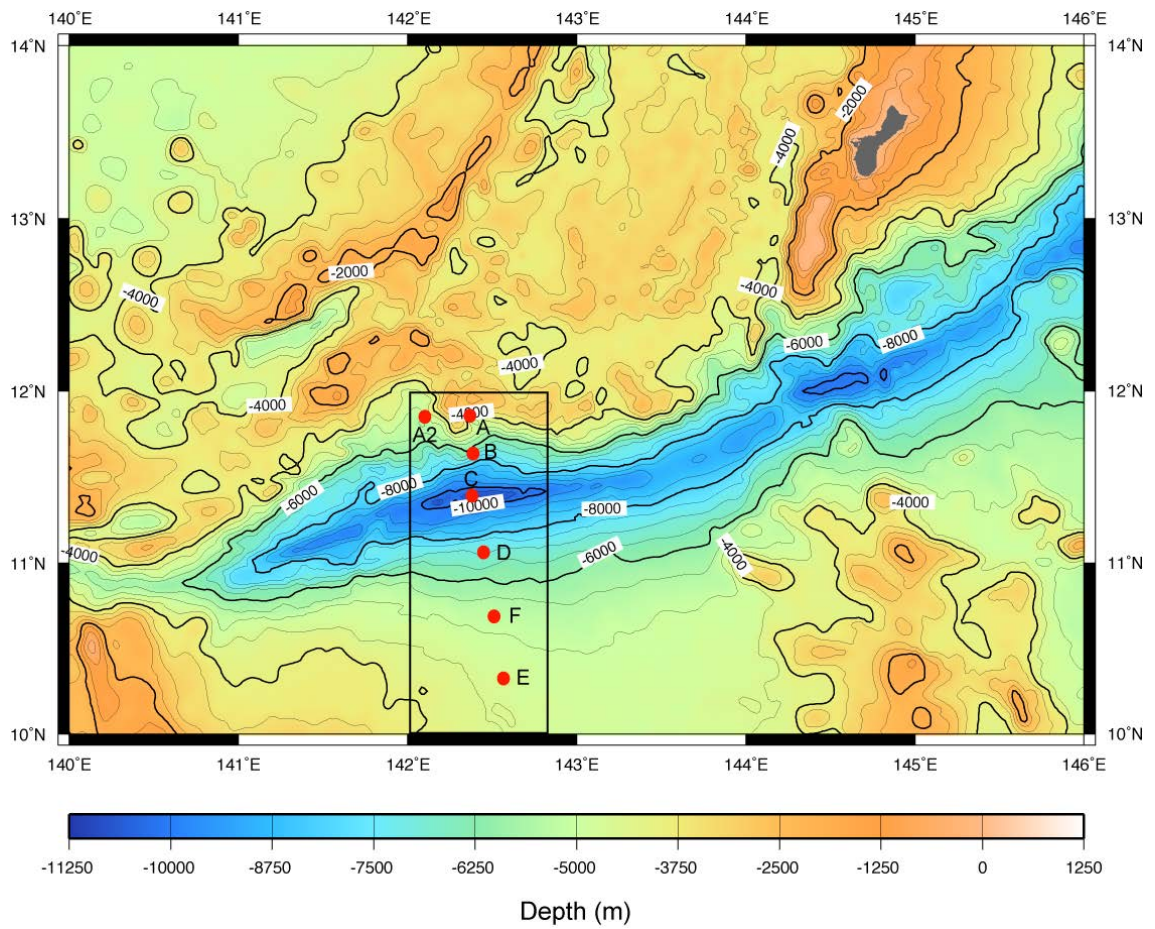 140˚E 141˚E 142˚E 143˚E 144˚E 145˚E 146˚E
14˚N 14˚N
-2000
-4000
13˚N 13˚N
-2000
-4000 -4000
-6000 -8000
-4000
12˚N 12˚N
-4000 -4000
A2 A
B
-6000 -8000 C
-10000 -8000 -4000
-4000 D -6000 -4000
11˚N 11˚N
F
E
10˚N 10˚N
140˚E 141˚E 142˚E 143˚E 144˚E 145˚E 146˚E
-11250 -10000 -8750 -7500 -6250 -5000 -3750 -2500 -1250 0 1250
Depth (m)